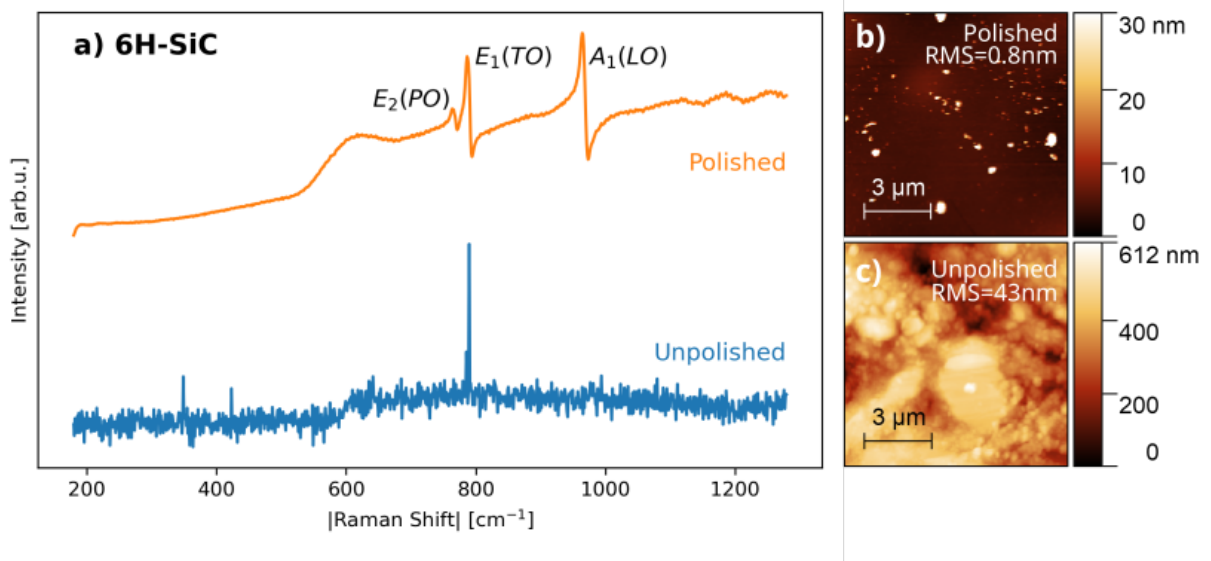 a) 6H-SiC
E₂(PO)
E₁(TO)
A₁(LO)
Polished
Unpolished
Intensity [arb.u.]
200 400 600 800 1000 1200
|Raman Shift| [cm⁻¹]
b)
Polished
RMS=0.8nm
3 µm
30 nm
20
10
0
c)
Unpolished
RMS=43nm
3 µm
612 nm
400
200
0